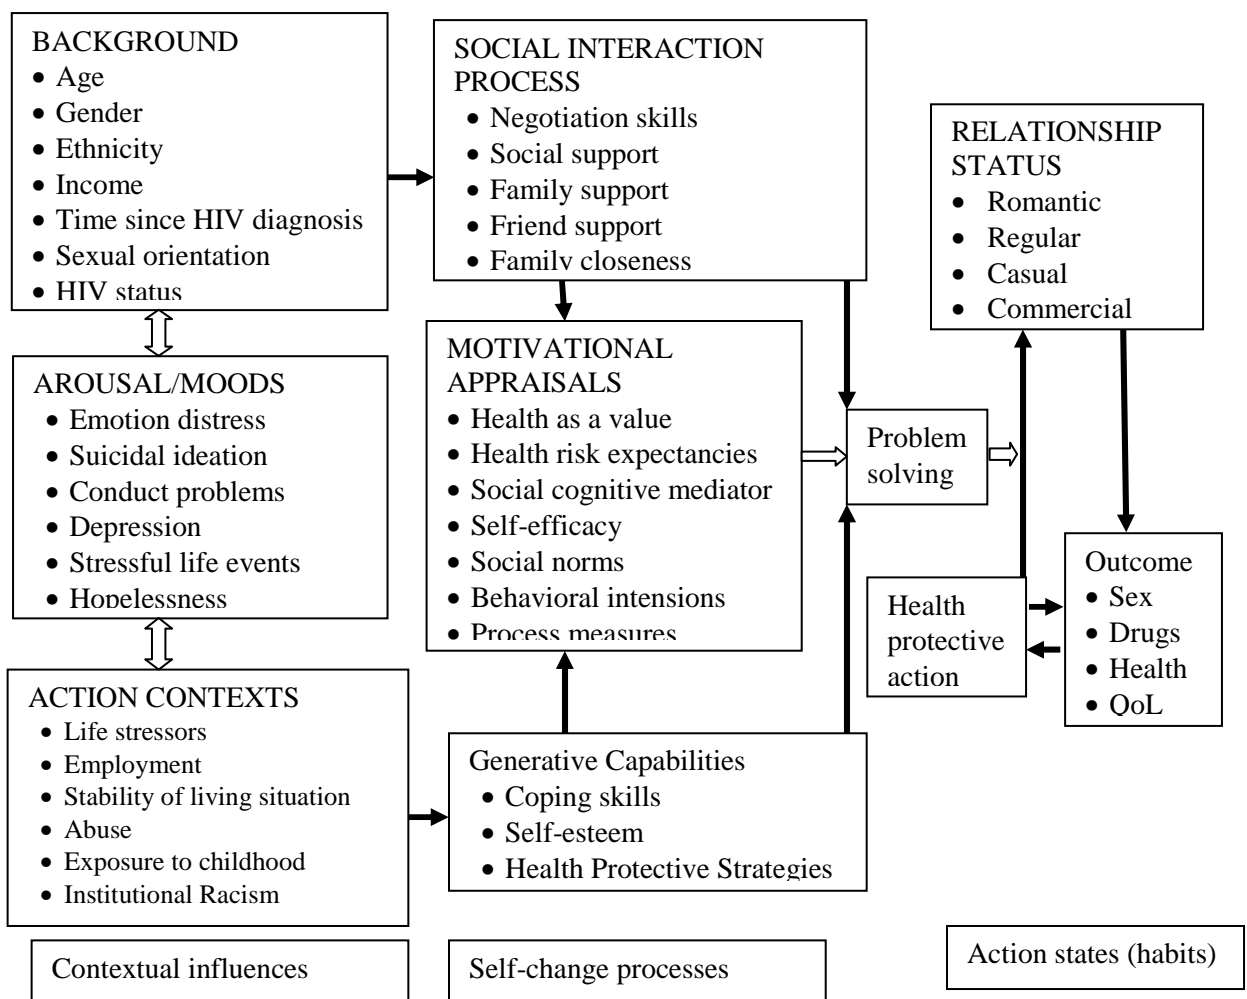 BACKGROUND
• Age
• Gender
• Ethnicity
• Income
• Time since HIV diagnosis
• Sexual orientation
• HIV status
AROUSAL/MOODS
• Emotion distress
• Suicidal ideation
• Conduct problems
• Depression
• Stressful life events
• Hopelessness
ACTION CONTEXTS
• Life stressors
• Employment
• Stability of living situation
• Abuse
• Exposure to childhood
• Institutional Racism
Contextual influences
SOCIAL INTERACTION
PROCESS
• Negotiation skills
• Social support
• Family support
• Friend support
• Family closeness
MOTIVATIONAL
APPRAISALS
• Health as a value
• Health risk expectancies
• Social cognitive mediator
• Self-efficacy
• Social norms
• Behavioral intensions
• Process measures
Generative Capabilities
• Coping skills
• Self-esteem
• Health Protective Strategies
Self-change processes
Problem
solving
RELATIONSHIP
STATUS
• Romantic
• Regular
• Casual
• Commercial
Health
protective
action
Outcome
• Sex
• Drugs
• Health
• QoL
Action states (habits)